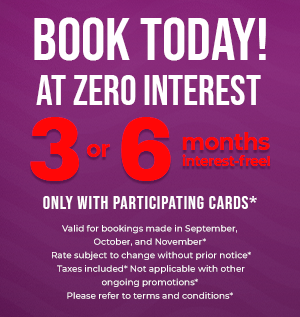 BOOK TODAY!
AT ZERO INTEREST
3 or 6 months
interest-free!
ONLY WITH PARTICIPATING CARDS*
Valid for bookings made in September,
October, and November*
Rate subject to change without prior notice*
Taxes included* Not applicable with other
ongoing promotions*
Please refer to terms and conditions*